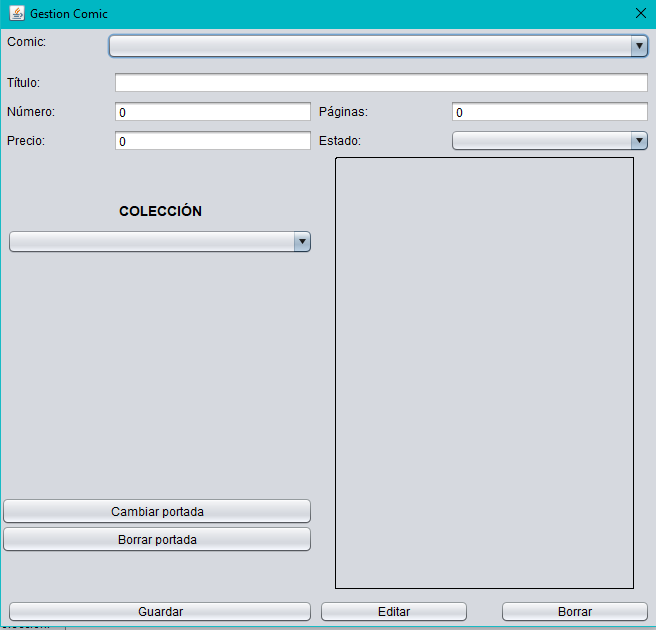 Gestion Comic
Comic:
Título:
Número: 0 Páginas: 0
Precio: 0 Estado:
COLECCIÓN
Cambiar portada
Borrar portada
Guardar Editar Borrar